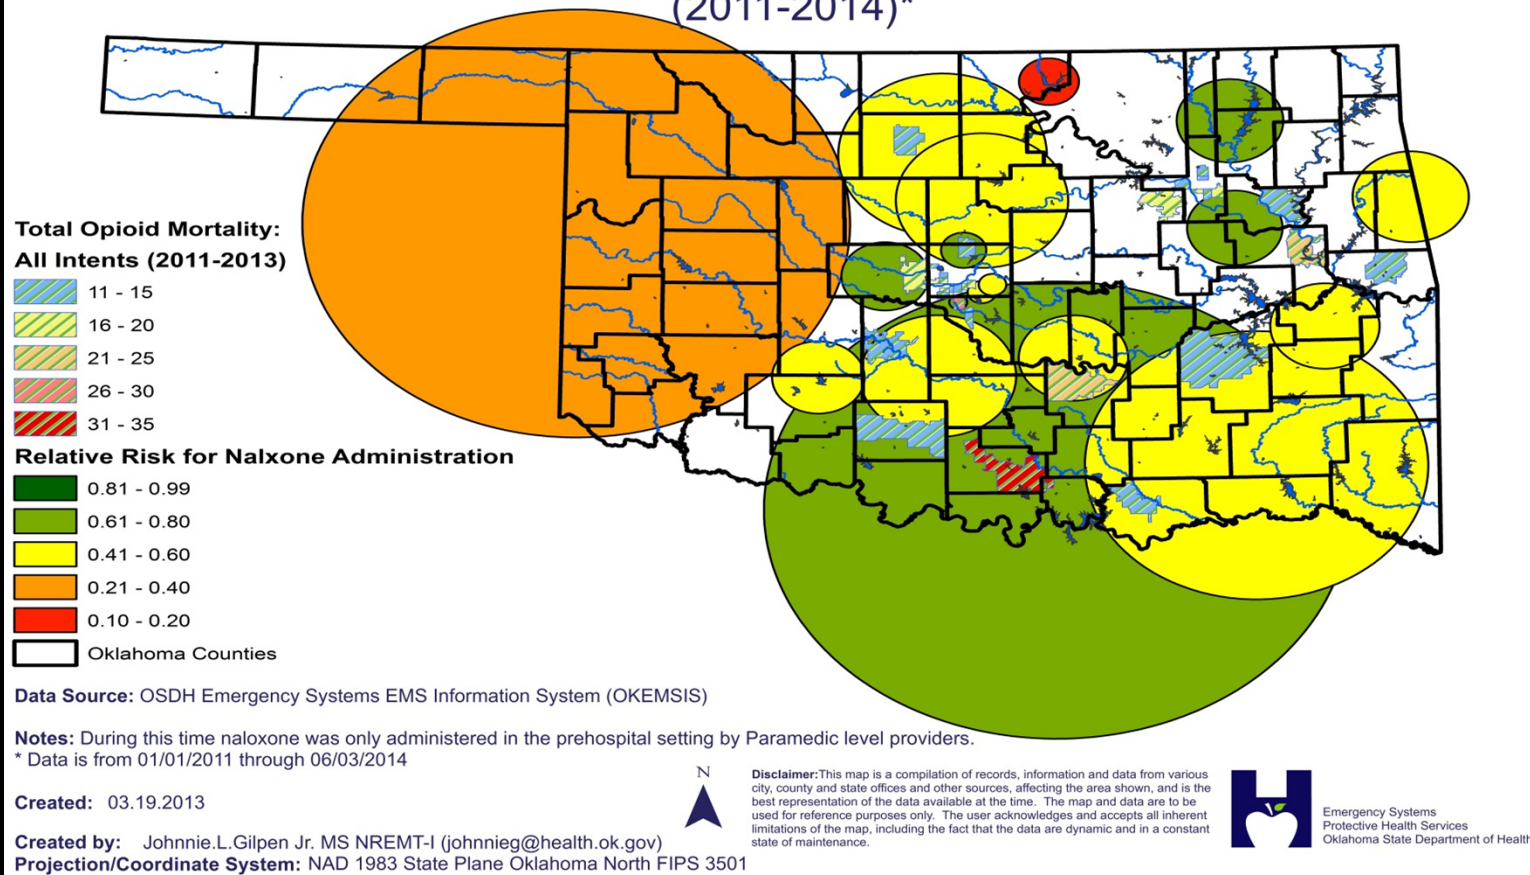 (2011-2014)*
Total Opioid Mortality:
All Intents (2011-2013)
11 - 15
16 - 20
21 - 25
26 - 30
31 - 35
Relative Risk for Nalxone Administration
0.81 - 0.99
0.61 - 0.80
0.41 - 0.60
0.21 - 0.40
0.10 - 0.20
Oklahoma Counties
Data Source: OSDH Emergency Systems EMS Information System (OKEMSIS)
Notes: During this time naloxone was only administered in the prehospital setting by Paramedic level providers.
* Data is from 01/01/2011 through 06/03/2014
Created: 03.19.2013
Created by: Johnnie.L.Gilpen Jr. MS NREMT-I (johnnieg@health.ok.gov)
Projection/Coordinate System: NAD 1983 State Plane Oklahoma North FIPS 3501
N
Disclaimer:This map is a compilation of records, information and data from various
city, county and state offices and other sources, affecting the area shown, and is the
best representation of the data available at the time. The map and data are to be
used for reference purposes only. The user acknowledges and accepts all inherent
limitations of the map, including the fact that the data are dynamic and in a constant
state of maintenance.
Emergency Systems
Protective Health Services
Oklahoma State Department of Health